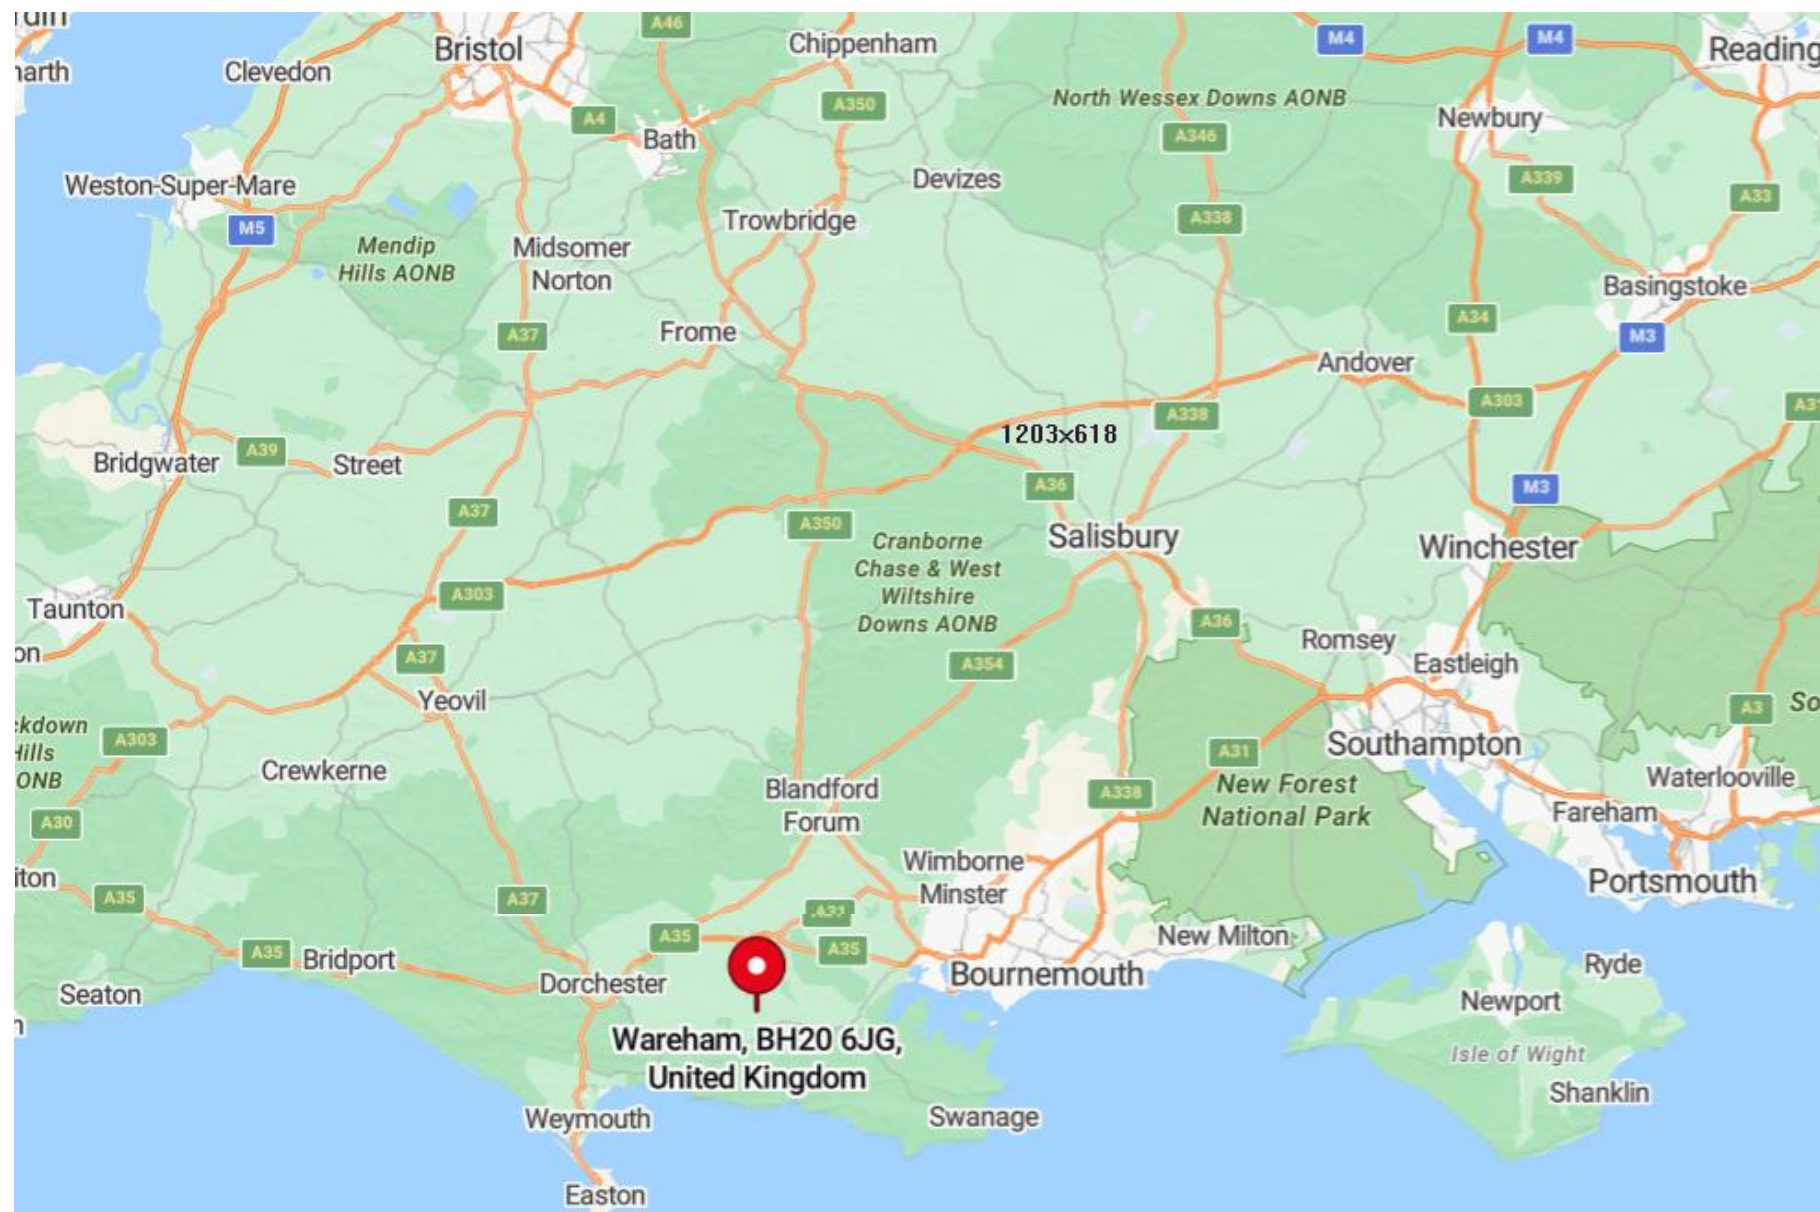 A46
M4
M4
Bristol
Chippenham
Reading
Clevedon
A350
North Wessex Downs AONB
Newbury
A4
Bath
A346
Weston-Super-Mare
Devizes
A339
A33
M5
Trowbridge
A338
Mendip
Hills AONB
Midsomer
Norton
Basingstoke
A37
Frome
A34
M3
Andover
A303
A338
1203×618
A39
Bridgwater
Street
A36
M3
A37
A350
Salisbury
Winchester
Cranborne
Chase & West
Wiltshire
Downs AONB
A303
Taunton
A36
Romsey
A37
A354
Eastleigh
Yeovil
A3
So
ckdown
Hills
ONB
A303
Southampton
A31
Crewkerne
New Forest
National Park
Waterlooville
Blandford
Forum
A338
Fareham
A30
Wimborne
Minster
Portsmouth
iton
A35
A37
A35
A35
New Milton
A35
Bridport
Ryde
Bournemouth
Dorchester
Seaton
Newport
Wareham, BH20 6JG,
United Kingdom
Isle of Wight
Shanklin
Weymouth
Swanage
Easton